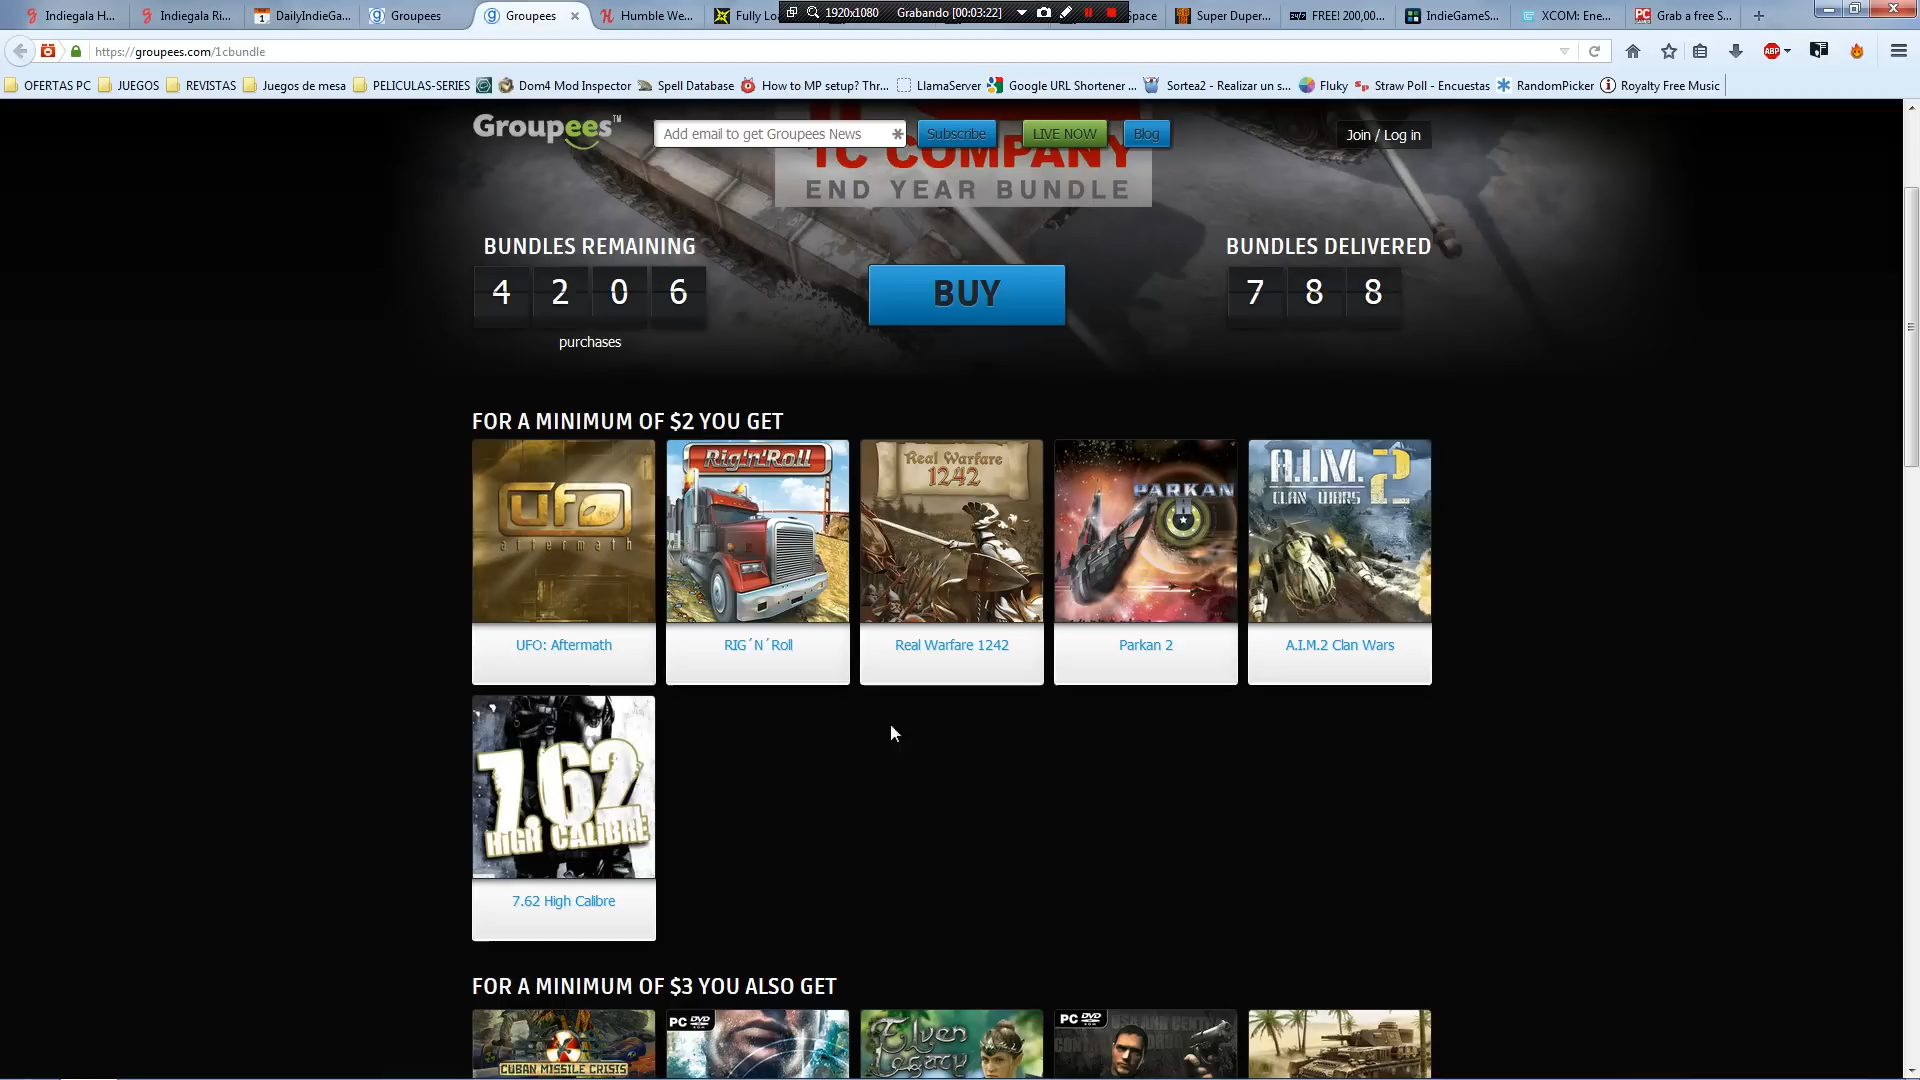 Indiegala H...
Indiegala Ri...
DailyIndieGa...
Groupees
Groupees
Humble We...
Fully Lo
1920x1080
Grabando [00:03:22]
Space
Super Duper...
FREE! 200,00...
IndieGameS...
XCOM: Ene...
Grab a free S...
https://groupees.com/1cbundle
OFERTAS PC
JUEGOS
REVISTAS
Juegos de mesa
PELICULAS-SERIES
Dom4 Mod Inspector
Spell Database
How to MP setup? Thr...
LlamaServer
Google URL Shortener ...
Sortea2 - Realizar un s...
Fluky
Straw Poll - Encuestas
RandomPicker
Royalty Free Music
Groupees™
Add email to get Groupees News
Subscribe
LIVE NOW
Blog
Join / Log in
1C COMPANY
END YEAR BUNDLE
BUNDLES REMAINING
4 2 0 6
purchases
BUY
BUNDLES DELIVERED
7 8 8
FOR A MINIMUM OF $2 YOU GET
ufo
aftermath
Rig'n'Roll
Real Warfare
1242
PARKAN
II
A.I.M. 2
CLAN WARS
UFO: Aftermath
RIG´N´Roll
Real Warfare 1242
Parkan 2
A.I.M.2 Clan Wars
7.62
HIGH CALIBRE
7.62 High Calibre
FOR A MINIMUM OF $3 YOU ALSO GET
CUBAN MISSILE CRISIS
PC DVD
Elven
Legacy
PC DVD